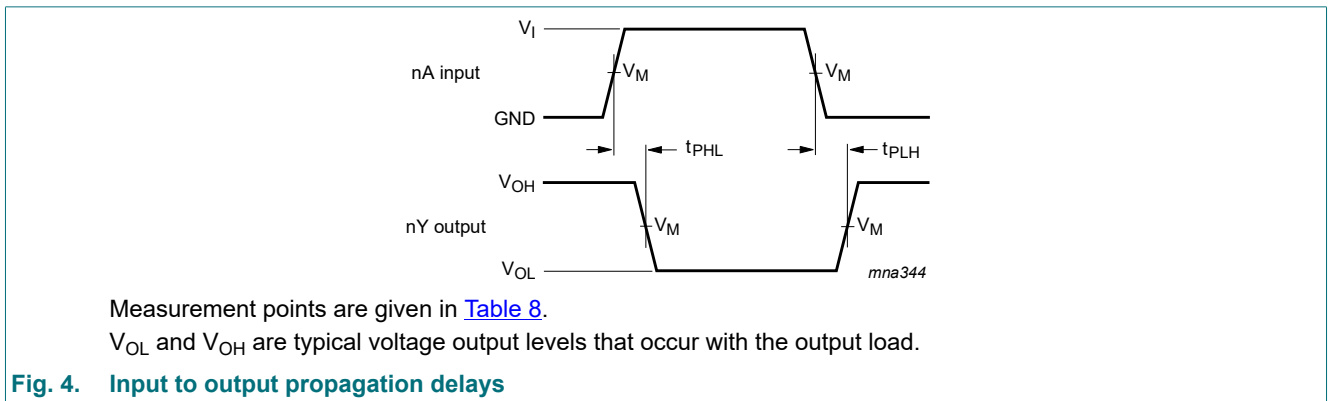 VI
nA input
VM
VM
GND
tPHL
tPLH
VOH
nY output
VM
VM
VOL
mna344
Measurement points are given in Table 8.
VOL and VOH are typical voltage output levels that occur with the output load.
Fig. 4. Input to output propagation delays